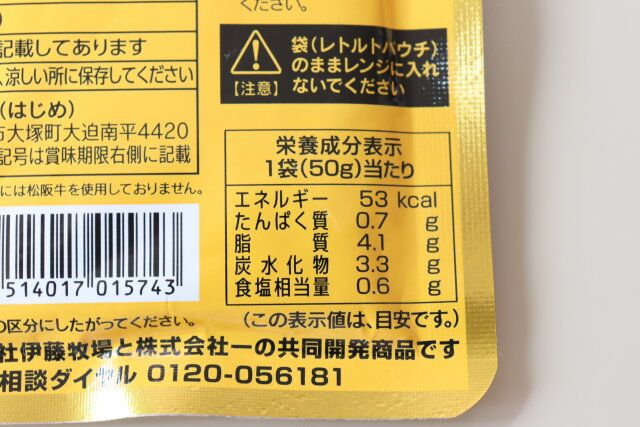 ください。
記載してあります
、涼しい所に保存してください
(はじめ)
大塚町大迫南平4420
記号は賞味期限右側に記載
には松阪牛を使用しておりません。
【注意】
袋(レトルトパウチ)
のままレンジに入れ
ないでください
栄養成分表示
1袋(50g)当たり
エネルギー 53 kcal
たんぱく質 0.7 g
脂質 4.1 g
炭水化物 3.3 g
食塩相当量 0.6 g
514017 015743
区分にしたがってください。
(この表示値は、目安です。)
社伊藤牧場と株式会社一の共同開発商品です
相談ダイヤル 0120-056181